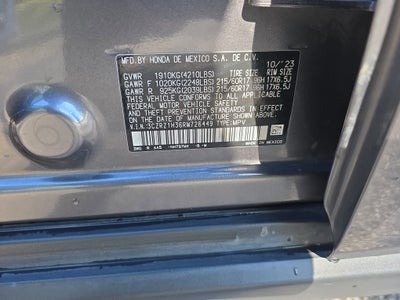 MFD.BY HONDA DE MEXICO S.A. DE C.V. 10/'23
GVWR 1910KG(4210LBS) TIRE SIZE RIM SIZE
GAWR F 1020KG(2248LBS) 215/60R17 96H 17X6.5J
GAWR R 925KG(2039LBS) 215/60R17 96H 17X6.5J
THIS VEHICLE CONFORMS TO ALL APPLICABLE
FEDERAL MOTOR VEHICLE SAFETY
AND THEFT PREVENTION STANDARDS IN EFFECT
ON THE DATE OF MANUFACTURE SHOWN ABOVE.
V.I.N:3CZRZ1H36RM726449 TYPE:MPV
MADE IN MEXICO